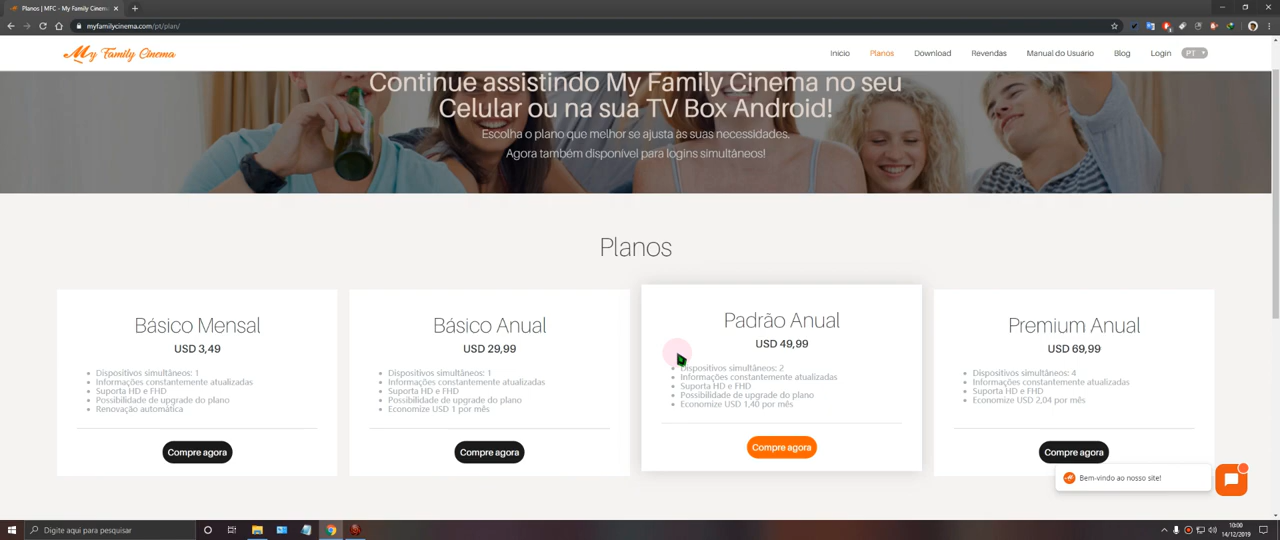 Planos | MFC - My Family Cinema
myfamilycinema.com/pt/plan/
My Family Cinema
Inicio
Planos
Download
Revendas
Manual do Usuário
Blog
Login
PT
Continue assistindo My Family Cinema no seu
Celular ou na sua TV Box Android!
Escolha o plano que melhor se ajusta às suas necessidades.
Agora também disponível para logins simultâneos!
Planos
Básico Mensal
USD 3,49
Dispositivos simultâneos: 1
Informações constantemente atualizadas
Suporta HD e FHD
Possibilidade de upgrade do plano
Renovação automática
Compre agora
Básico Anual
USD 29,99
Dispositivos simultâneos: 1
Informações constantemente atualizadas
Suporta HD e FHD
Possibilidade de upgrade do plano
Economize USD 1 por mês
Compre agora
Padrão Anual
USD 49,99
Dispositivos simultâneos: 2
Informações constantemente atualizadas
Suporta HD e FHD
Possibilidade de upgrade do plano
Economize USD 1,40 por mês
Compre agora
Premium Anual
USD 69,99
Dispositivos simultâneos: 4
Informações constantemente atualizadas
Suporta HD e FHD
Economize USD 2,04 por mês
Compre agora
Bem-vindo ao nosso site!
Digite aqui para pesquisar
10:00
14/12/2019